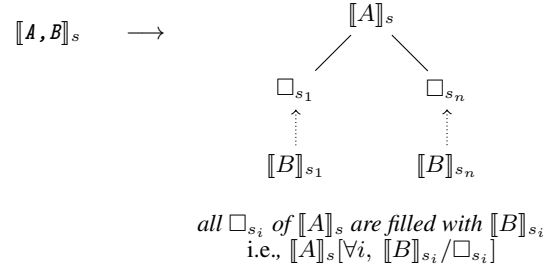 ⟦A,B⟧ₛ ⟶ ⟦A⟧ₛ
□ₛ₁ □ₛₙ
⟦B⟧ₛ₁ ⟦B⟧ₛₙ
all □ₛᵢ of ⟦A⟧ₛ are filled with ⟦B⟧ₛᵢ
i.e., ⟦A⟧ₛ[∀i, ⟦B⟧ₛᵢ/□ₛᵢ]